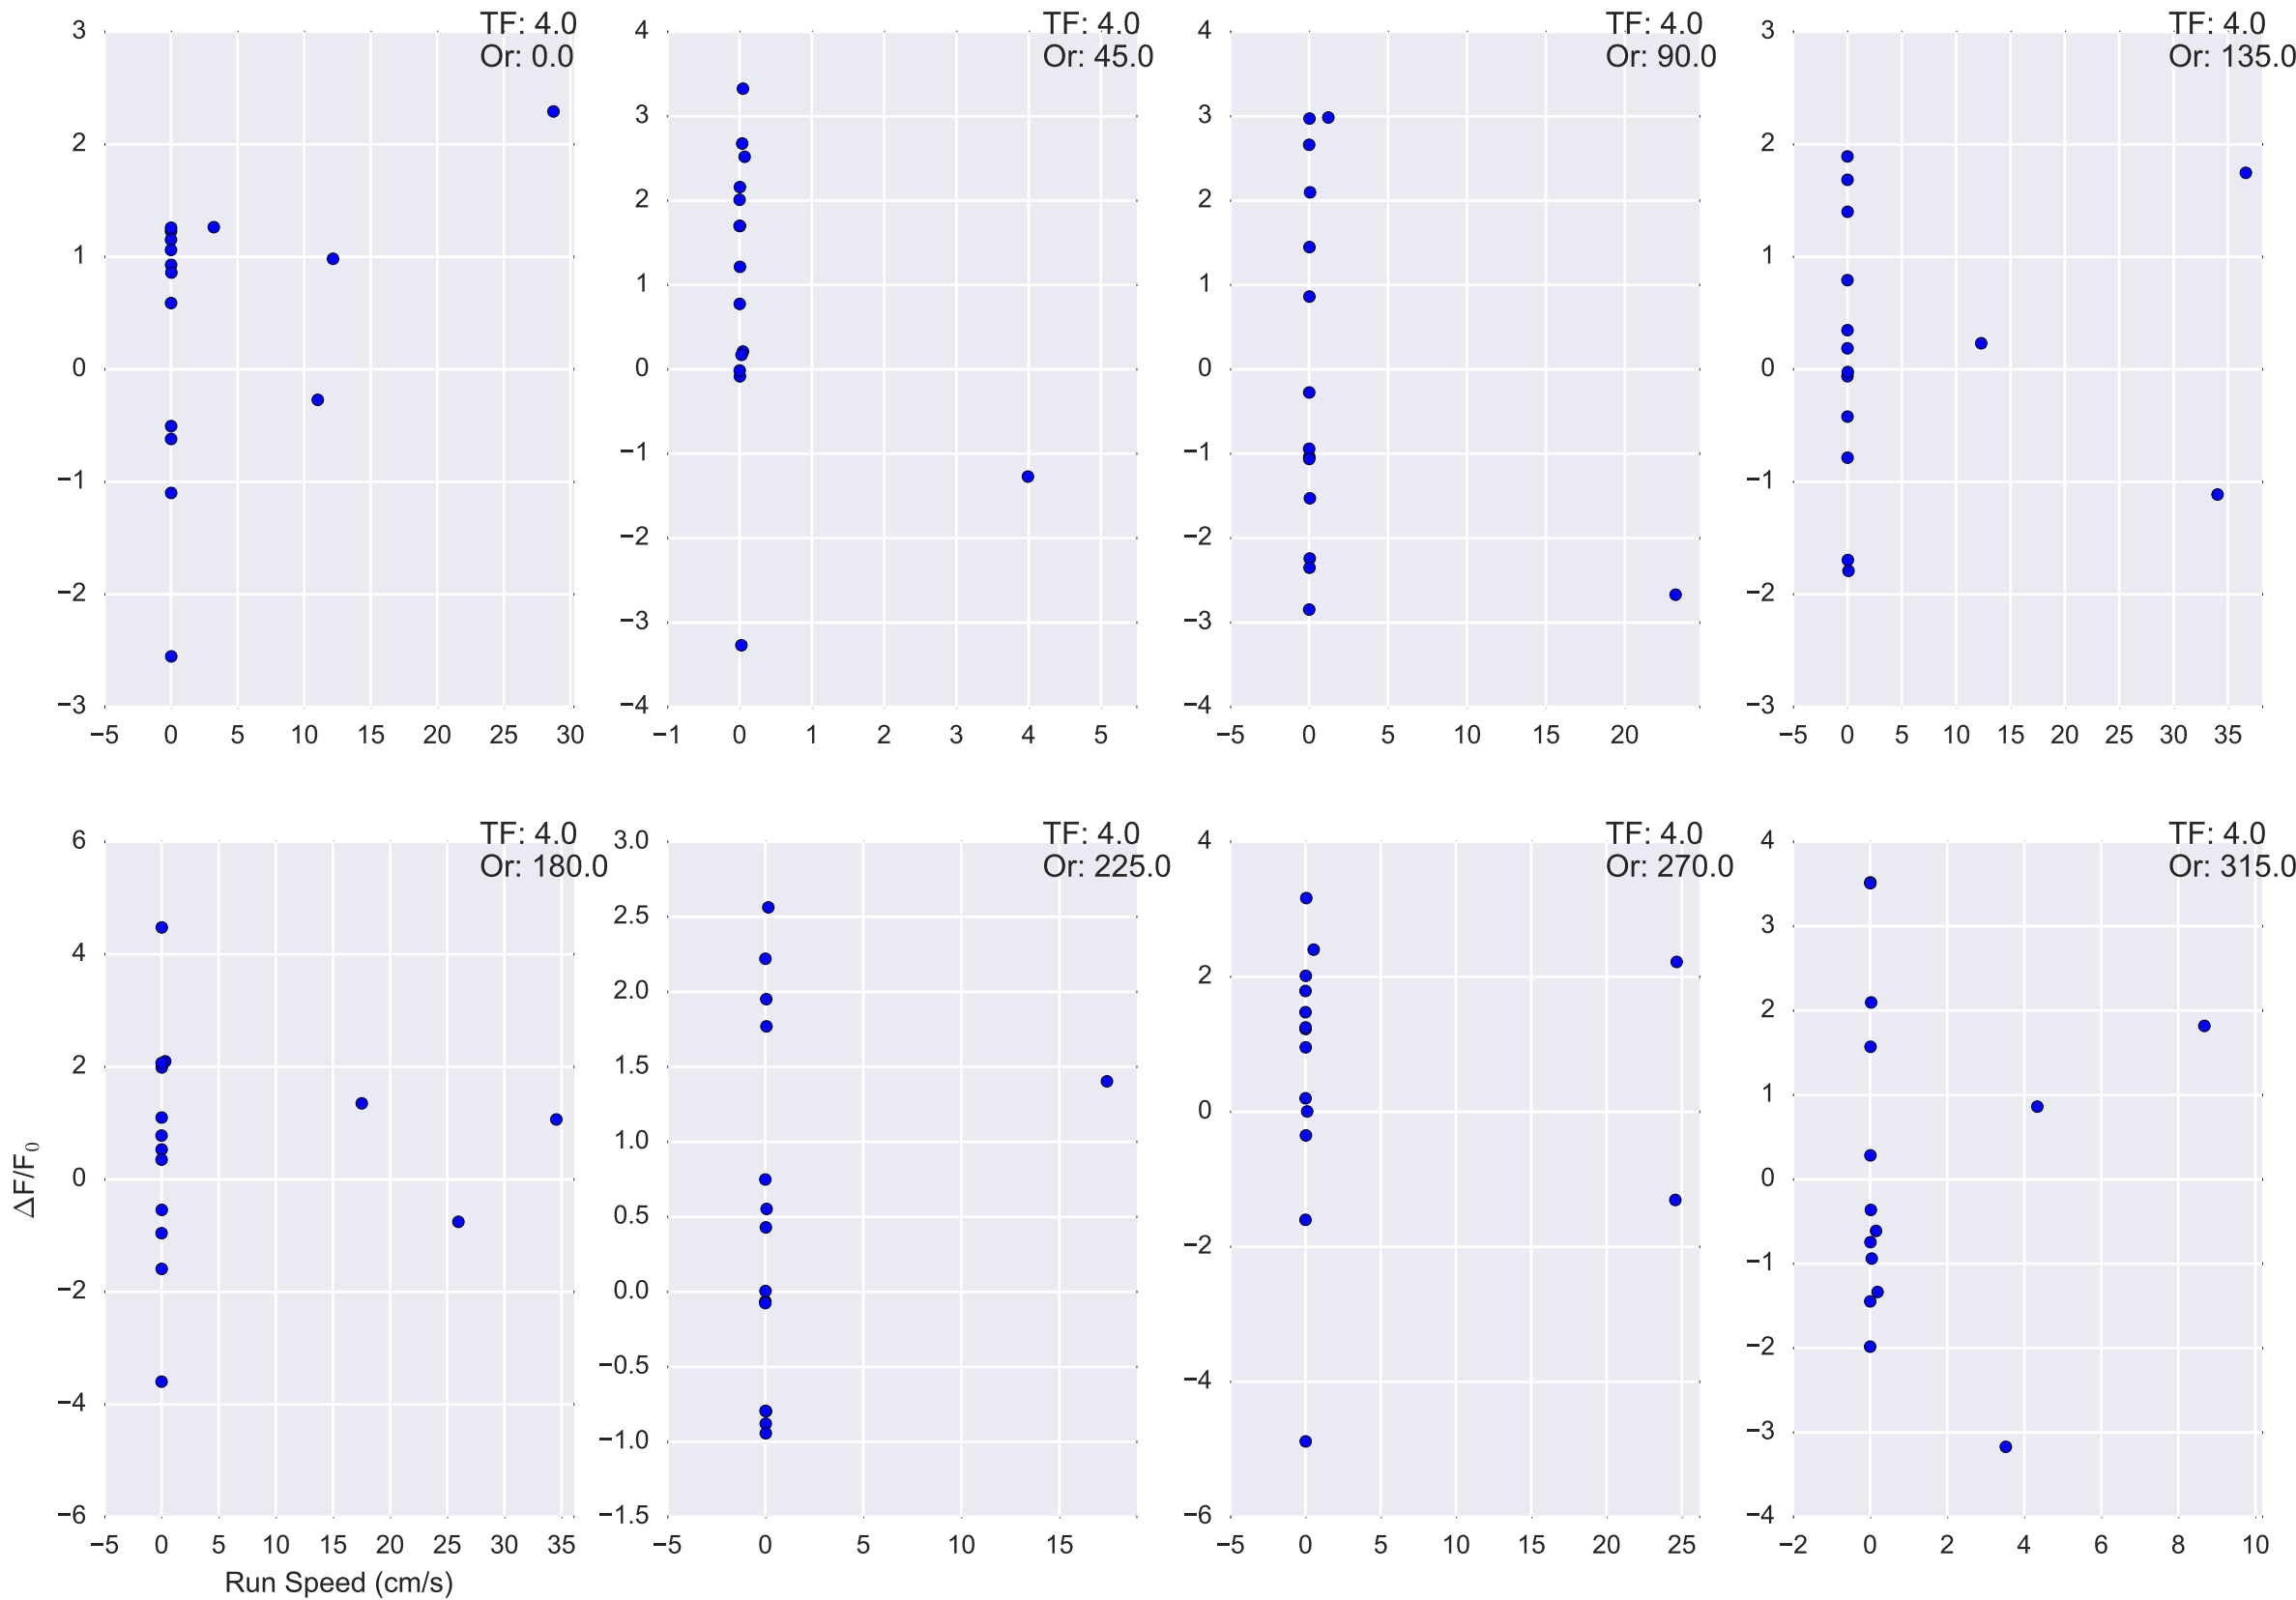 TF: 4.0
Or: 0.0
3
2
1
0
−1
−2
−3
−5 0 5 10 15 20 25 30
TF: 4.0
Or: 45.0
4
3
2
1
0
−1
−2
−3
−4
−1 0 1 2 3 4 5
TF: 4.0
Or: 90.0
4
3
2
1
0
−1
−2
−3
−4
−5 0 5 10 15 20
TF: 4.0
Or: 135.0
3
2
1
0
−1
−2
−3
−5 0 5 10 15 20 25 30 35
TF: 4.0
Or: 180.0
6
4
2
0
−2
−4
−6
−5 0 5 10 15 20 25 30 35
ΔF/F₀
Run Speed (cm/s)
TF: 4.0
Or: 225.0
3.0
2.5
2.0
1.5
1.0
0.5
0.0
−0.5
−1.0
−1.5
−5 0 5 10 15
TF: 4.0
Or: 270.0
4
2
0
−2
−4
−6
−5 0 5 10 15 20 25
TF: 4.0
Or: 315.0
4
3
2
1
0
−1
−2
−3
−4
−2 0 2 4 6 8 10